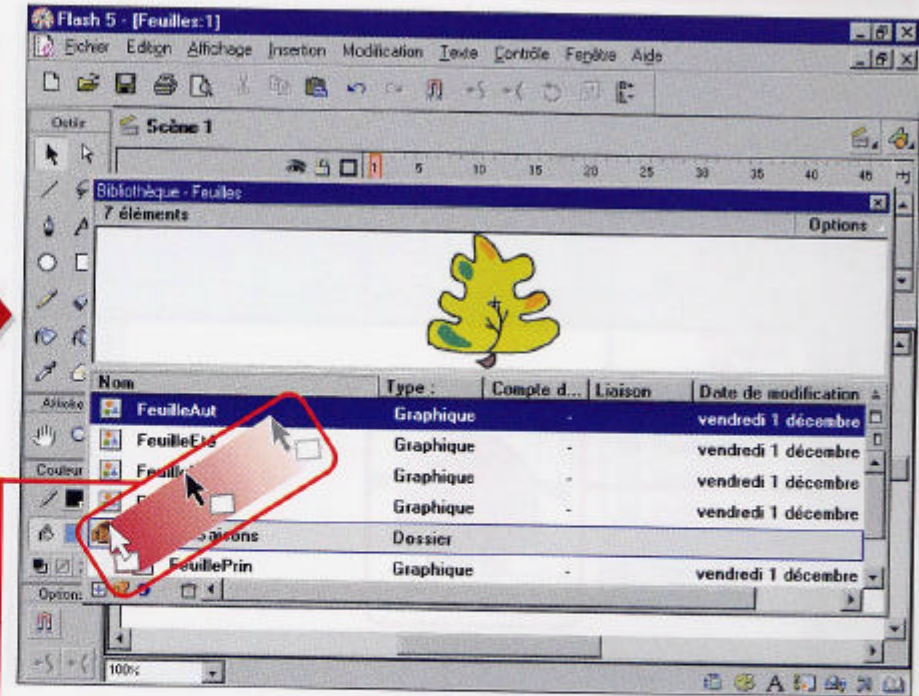 Flash 5 - [Feuilles:1]
Fichier Edition Affichage Insertion Modification Texte Contrôle Fenêtre Aide
Outils
Scène 1
1 5 10 15 20 25 30 35 40 45
Bibliothèque - Feuilles
7 éléments
Options
Nom Type : Compte d... Liaison Date de modification
FeuilleAut Graphique - vendredi 1 décembre
FeuilleEté Graphique - vendredi 1 décembre
Graphique - vendredi 1 décembre
Graphique - vendredi 1 décembre
Dossier
FeuillePrin Graphique - vendredi 1 décembre
Couleur
Options
100%